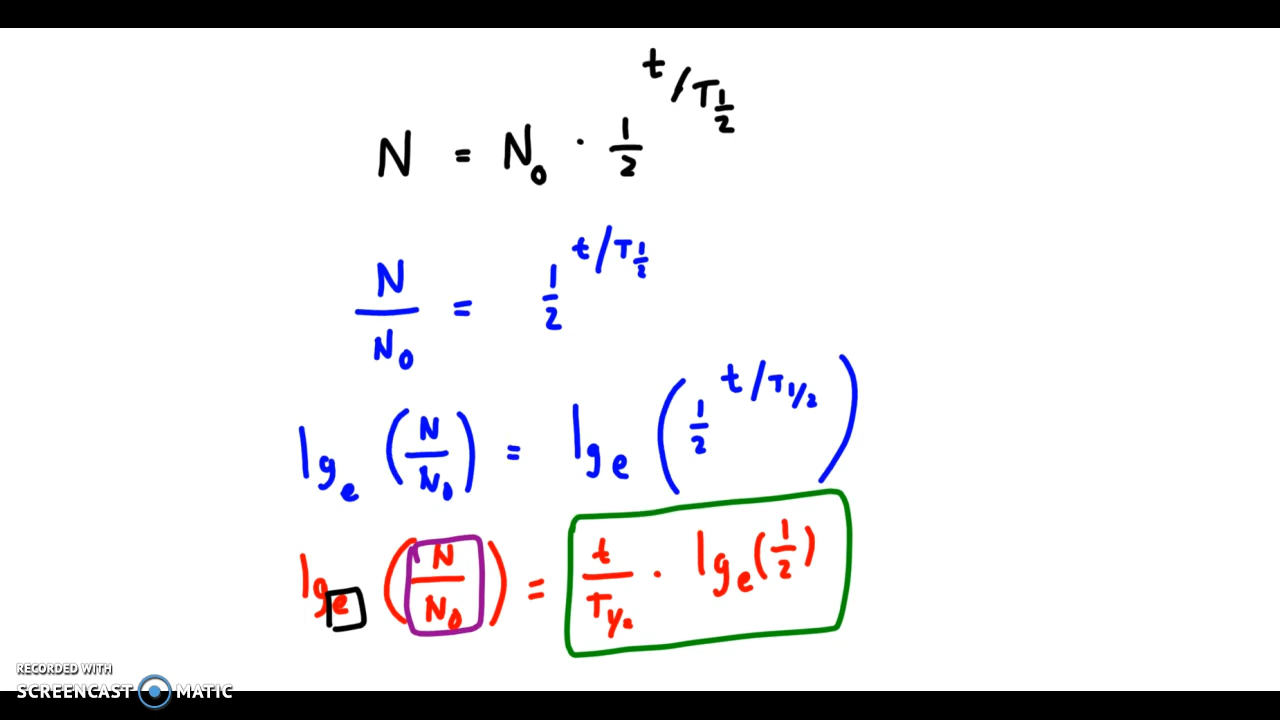 N = N₀ · 1/2^(t/T½)
N/N₀ = 1/2^(t/T½)
lgₑ (N/N₀) = lgₑ (1/2^(t/T1/2))
lgₑ (N/N₀) = t/T1/2 · lgₑ(1/2)
RECORDED WITH
SCREENCAST MATIC